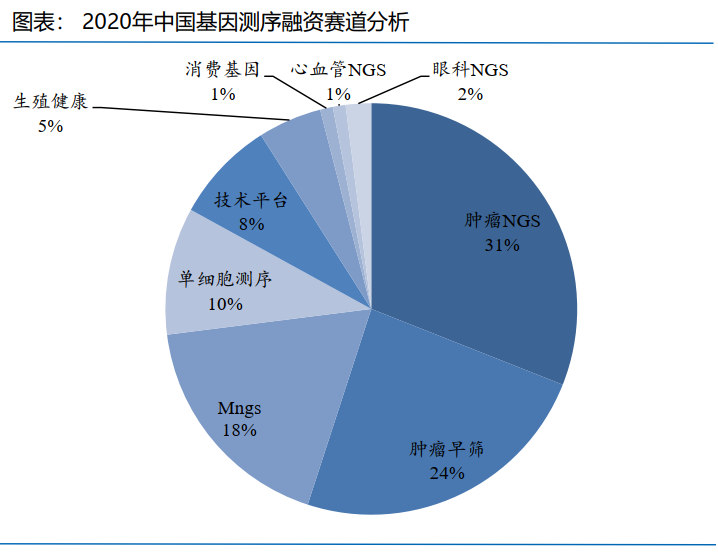 图表： 2020年中国基因测序融资赛道分析
消费基因
1%
心血管NGS
1%
眼科NGS
2%
生殖健康
5%
肿瘤NGS
31%
技术平台
8%
单细胞测序
10%
Mngs
18%
肿瘤早筛
24%